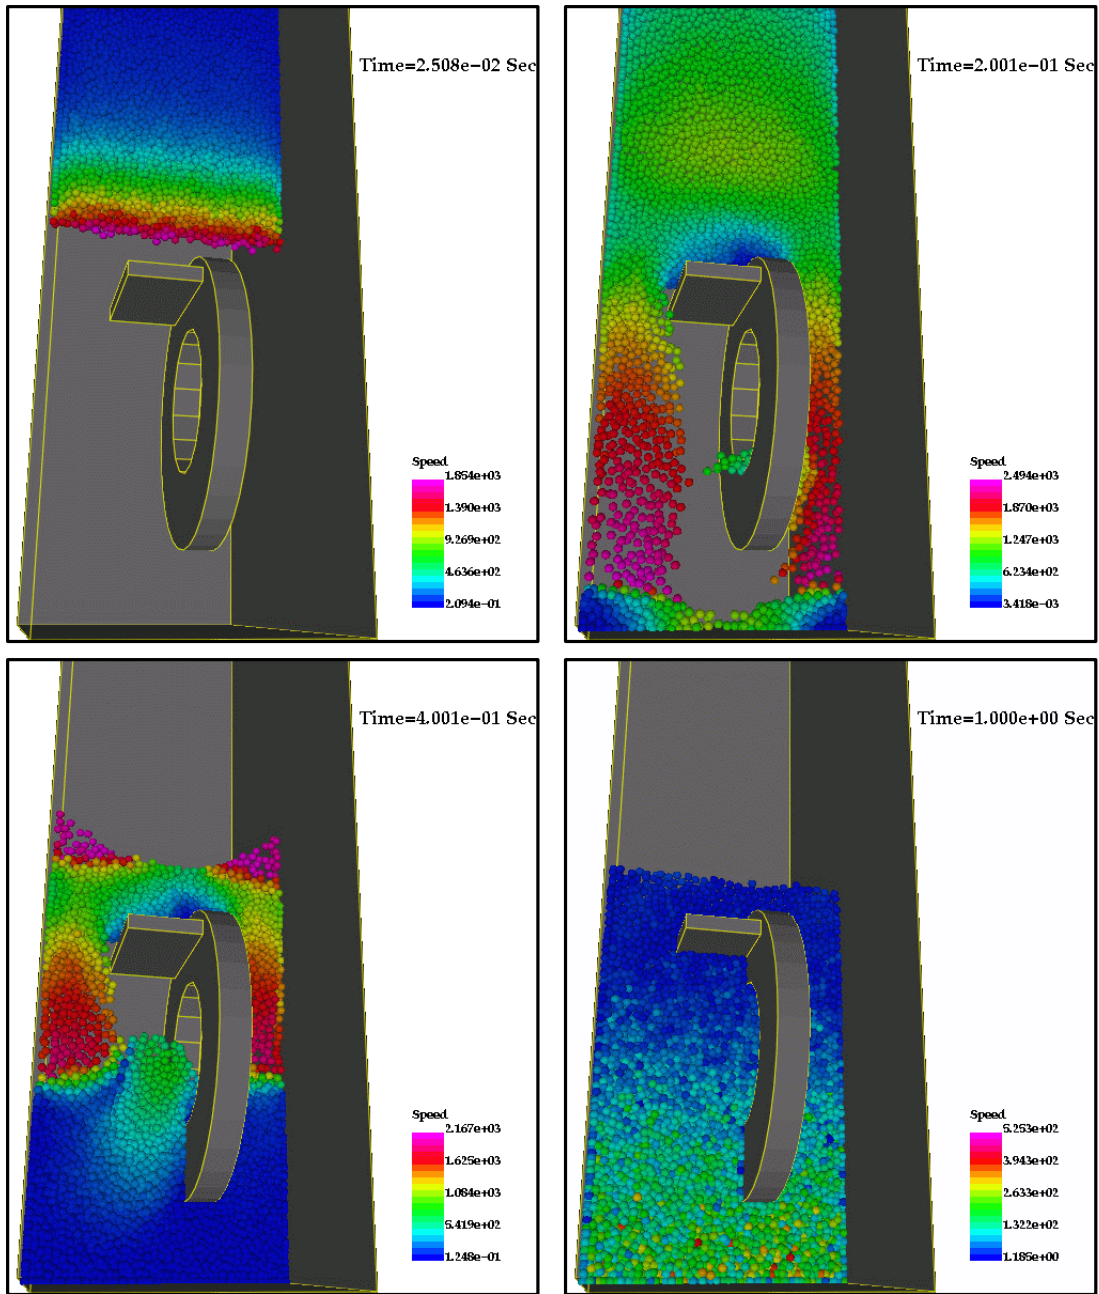 Time=2.508e−02 Sec
Speed
1.854e+03
1.390e+03
9.269e+02
4.636e+02
2.094e−01
Time=2.001e−01 Sec
Speed
2.494e+03
1.870e+03
1.247e+03
6.234e+02
3.418e−03
Time=4.001e−01 Sec
Speed
2.167e+03
1.625e+03
1.084e+03
5.419e+02
1.248e−01
Time=1.000e+00 Sec
Speed
5.253e+02
3.943e+02
2.633e+02
1.322e+02
1.185e+00